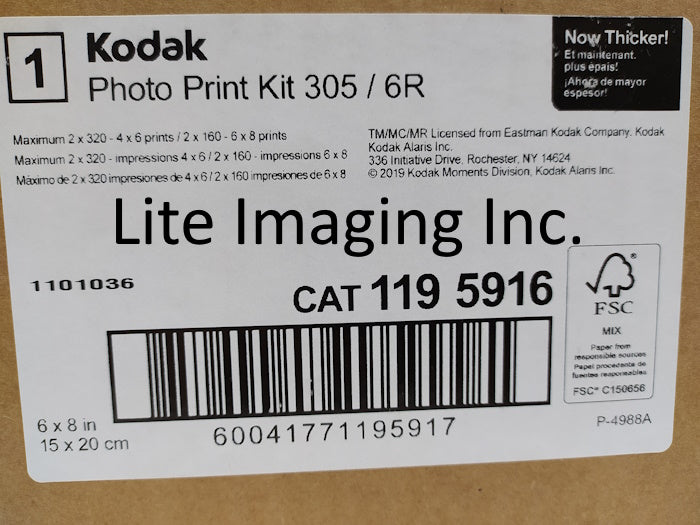 1
Kodak
Photo Print Kit 305 / 6R
Now Thicker!
Et maintenant.
plus épais!
¡Ahora de mayor
espesor!
Maximum 2 x 320 - 4 x 6 prints / 2 x 160 - 6 x 8 prints
Maximum 2 x 320 - impressions 4 x 6 / 2 x 160 - impressions 6 x 8
Máximo de 2 x 320 impresiones de 4 x 6 / 2 x 160 impresiones de 6 x 8
TM/MC/MR Licensed from Eastman Kodak Company. Kodak
Kodak Alaris Inc.
336 Initiative Drive, Rochester, NY 14624
© 2019 Kodak Moments Division, Kodak Alaris Inc.
Lite Imaging Inc.
1101036
CAT 119 5916
FSC
MIX
Paper from
responsible sources
Papel procedente de
fuentes responsables
FSC® C150656
6 x 8 in
15 x 20 cm
60041771195917
P-4988A